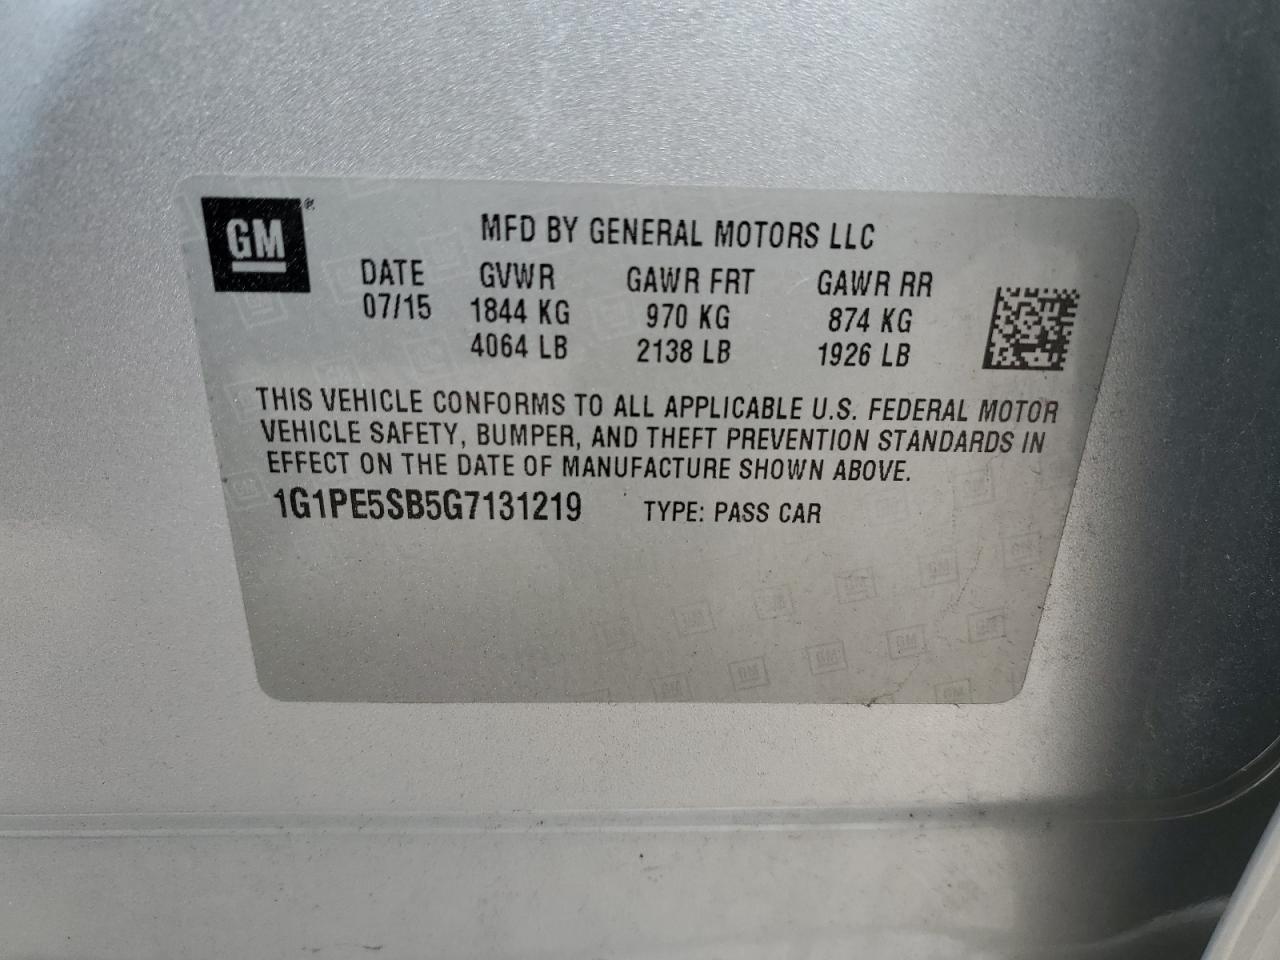 GM®
MFD BY GENERAL MOTORS LLC
DATE GVWR GAWR FRT GAWR RR
07/15 1844 KG 970 KG 874 KG
4064 LB 2138 LB 1926 LB
THIS VEHICLE CONFORMS TO ALL APPLICABLE U.S. FEDERAL MOTOR
VEHICLE SAFETY, BUMPER, AND THEFT PREVENTION STANDARDS IN
EFFECT ON THE DATE OF MANUFACTURE SHOWN ABOVE.
1G1PE5SB5G7131219 TYPE: PASS CAR